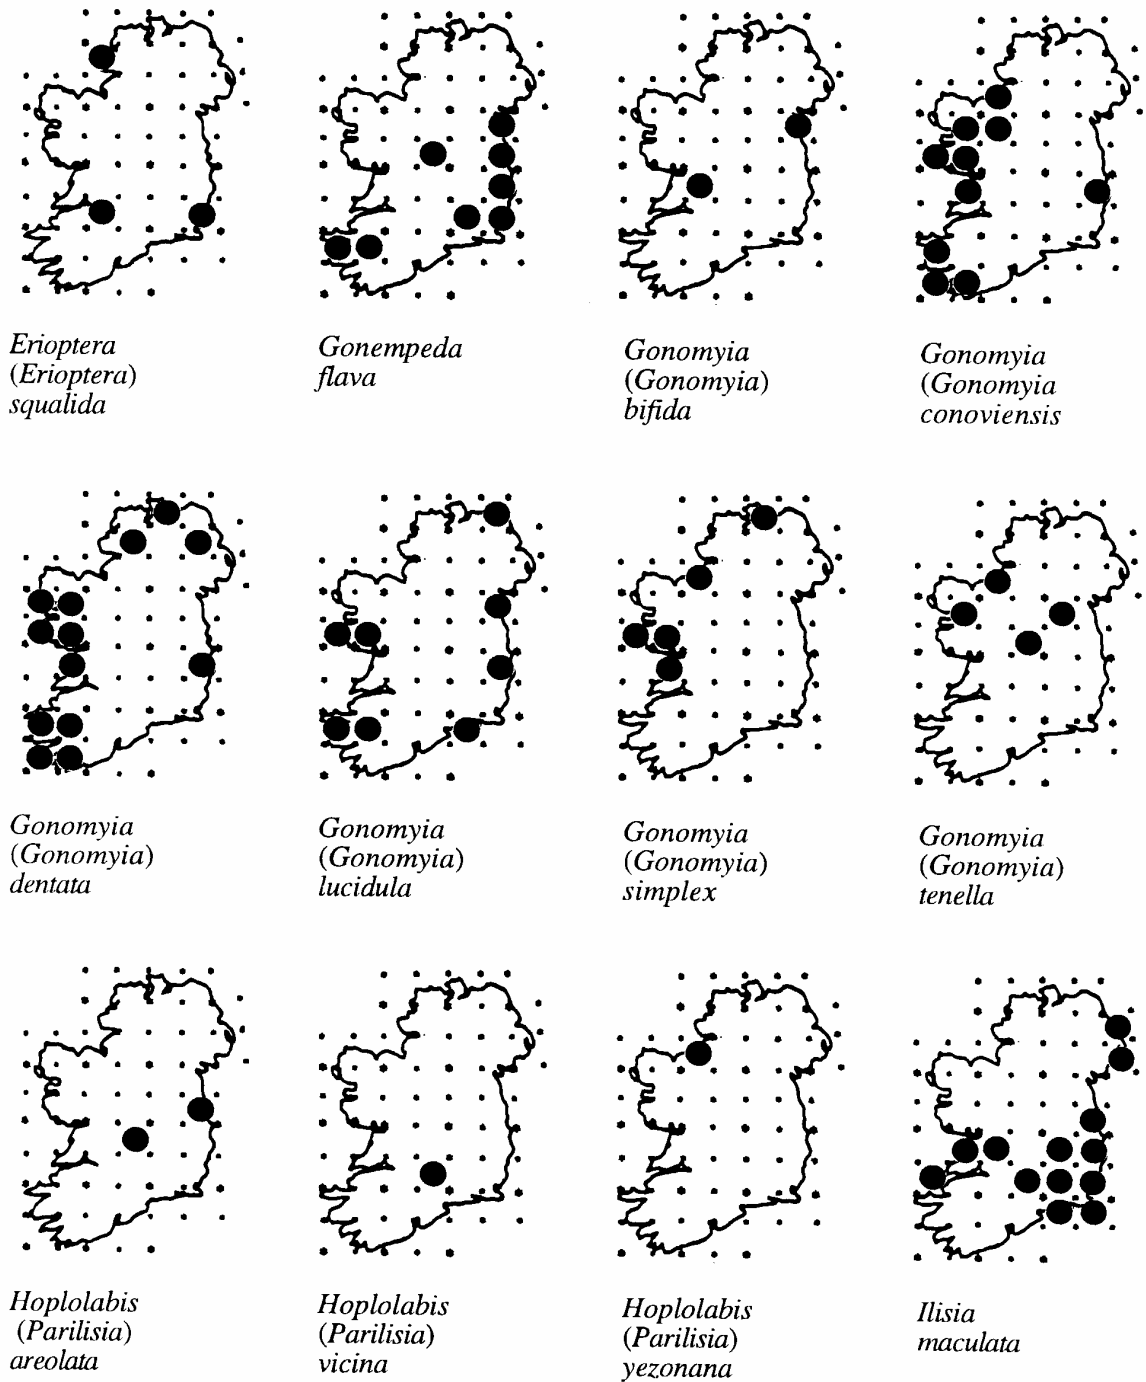 Erioptera
(Erioptera)
squalida
Gonempeda
flava
Gonomyia
(Gonomyia)
bifida
Gonomyia
(Gonomyia
conoviensis
Gonomyia
(Gonomyia)
dentata
Gonomyia
(Gonomyia)
lucidula
Gonomyia
(Gonomyia)
simplex
Gonomyia
(Gonomyia)
tenella
Hoplolabis
(Parilisia)
areolata
Hoplolabis
(Parilisia)
vicina
Hoplolabis
(Parilisia)
yezonana
Ilisia
maculata